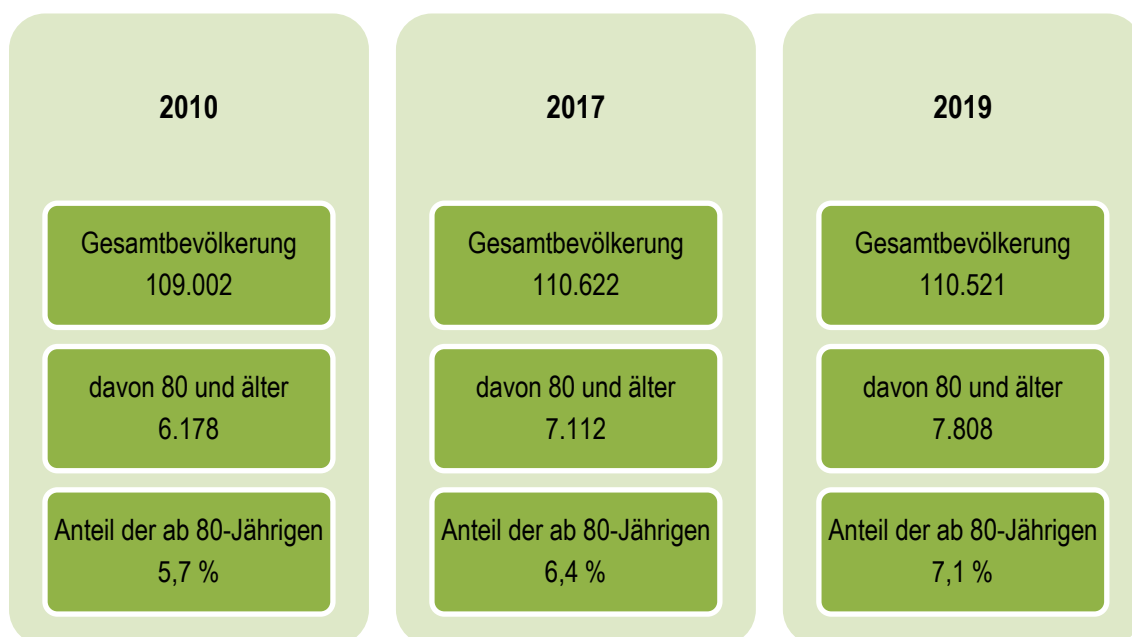 2010
Gesamtbevölkerung
109.002
davon 80 und älter
6.178
Anteil der ab 80-Jährigen
5,7 %
2017
Gesamtbevölkerung
110.622
davon 80 und älter
7.112
Anteil der ab 80-Jährigen
6,4 %
2019
Gesamtbevölkerung
110.521
davon 80 und älter
7.808
Anteil der ab 80-Jährigen
7,1 %